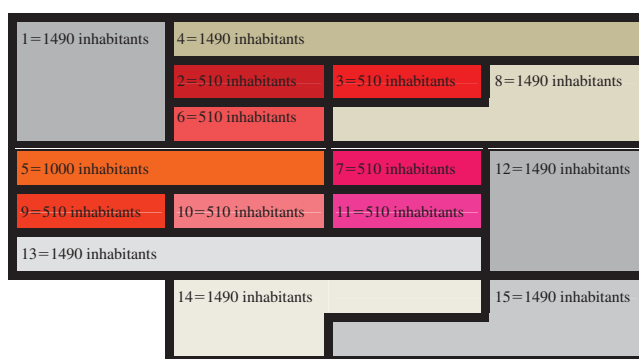 1=1490 inhabitants
4=1490 inhabitants
2=510 inhabitants
3=510 inhabitants
8=1490 inhabitants
6=510 inhabitants
5=1000 inhabitants
7=510 inhabitants
12=1490 inhabitants
9=510 inhabitants
10=510 inhabitants
11=510 inhabitants
13=1490 inhabitants
14=1490 inhabitants
15=1490 inhabitants